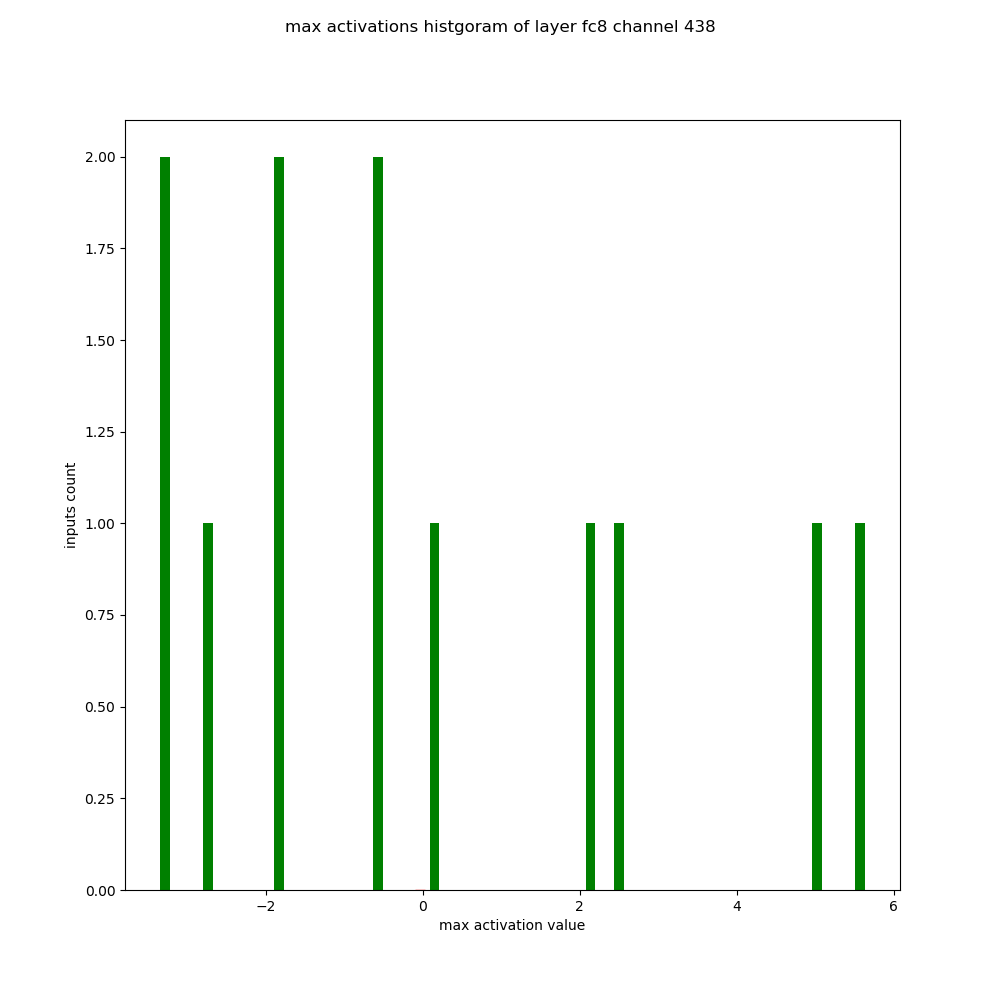 max activations histgoram of layer fc8 channel 438
2.00
1.75
1.50
1.25
1.00
0.75
0.50
0.25
0.00
inputs count
−2 0 2 4 6
max activation value